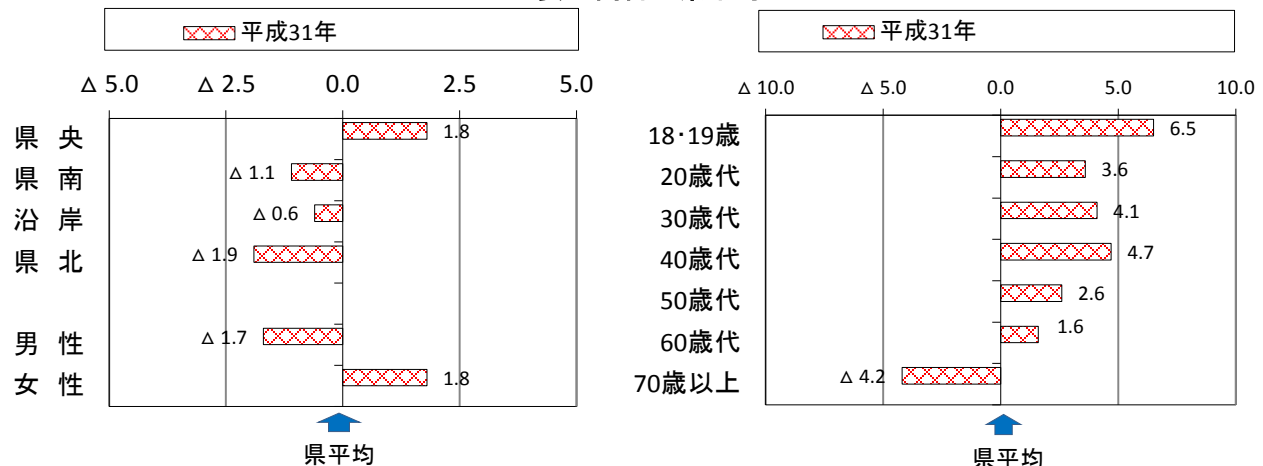 平成31年
△ 5.0 △ 2.5 0.0 2.5 5.0
県 央 1.8
県 南 △ 1.1
沿 岸 △ 0.6
県 北 △ 1.9
男 性 △ 1.7
女 性 1.8
県平均
平成31年
△ 10.0 △ 5.0 0.0 5.0 10.0
18･19歳 6.5
20歳代 3.6
30歳代 4.1
40歳代 4.7
50歳代 2.6
60歳代 1.6
70歳以上 △ 4.2
県平均